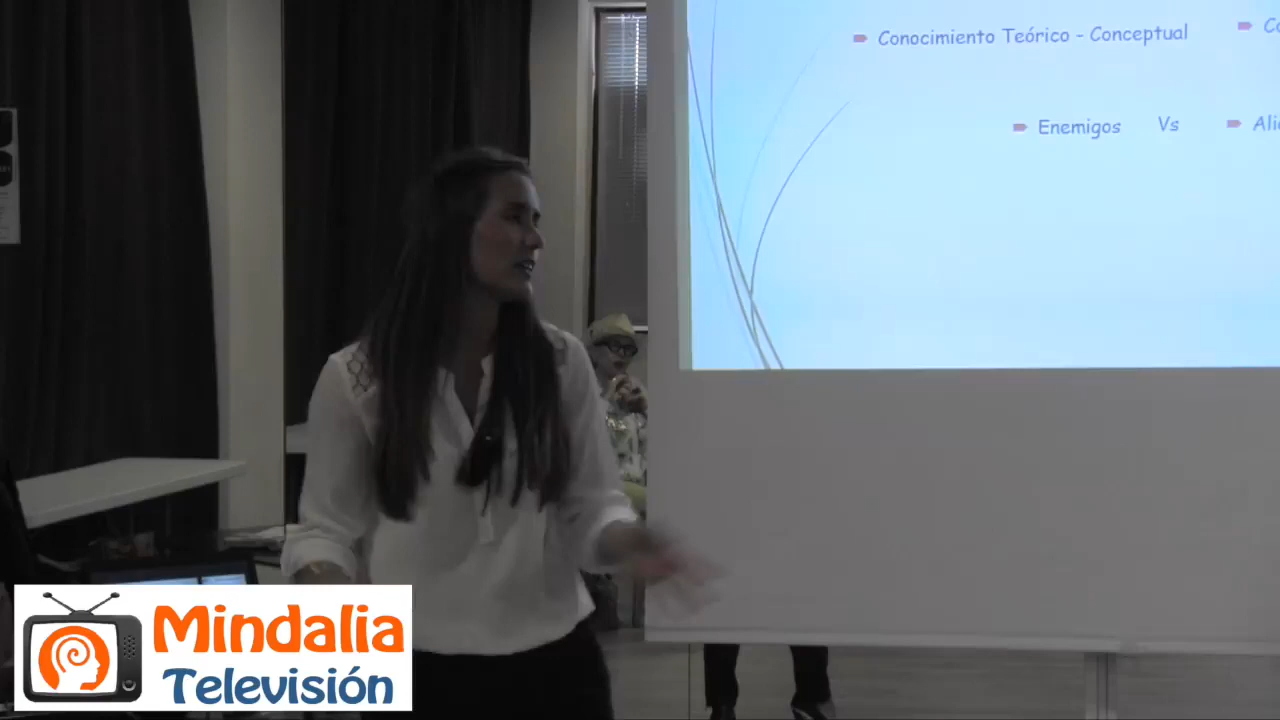 Conocimiento Teórico - Conceptual
Enemigos Vs
Mindalia
Televisión